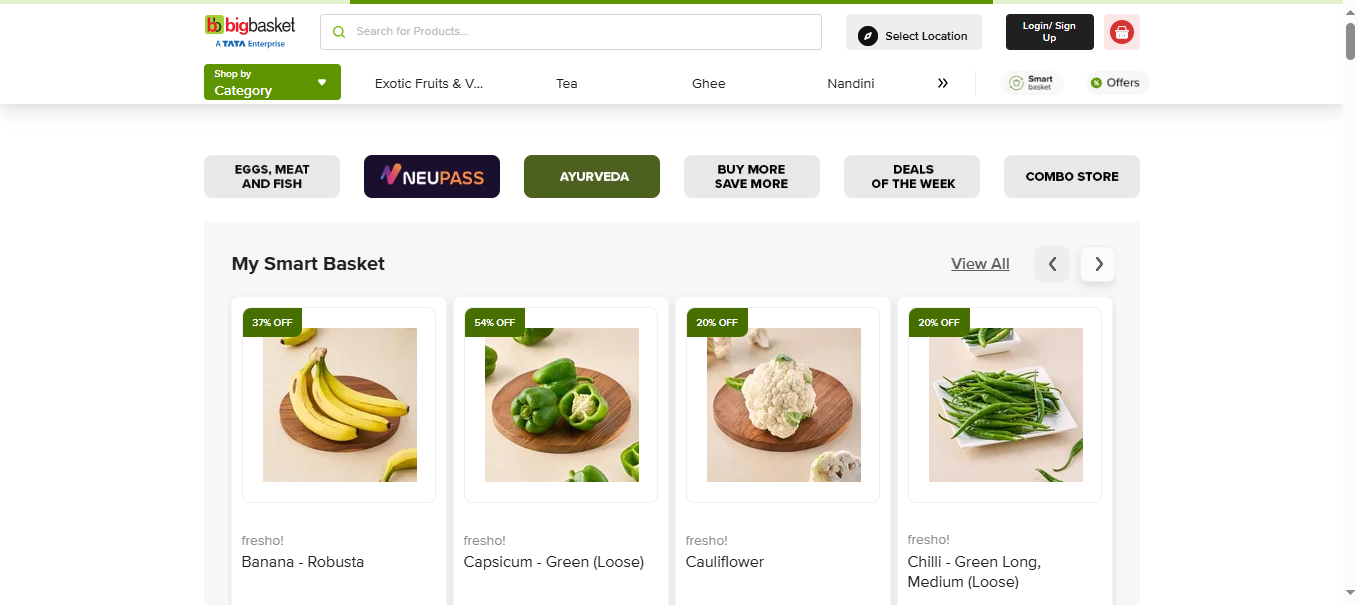 bb bigbasket
A TATA Enterprise
Search for Products...
Select Location
Login/ Sign
Up
Shop by
Category
Exotic Fruits & V...
Tea
Ghee
Nandini
Smart
basket
Offers
EGGS, MEAT
AND FISH
NEUPASS
AYURVEDA
BUY MORE
SAVE MORE
DEALS
OF THE WEEK
COMBO STORE
My Smart Basket
View All
37% OFF
54% OFF
20% OFF
20% OFF
fresho!
Banana - Robusta
fresho!
Capsicum - Green (Loose)
fresho!
Cauliflower
fresho!
Chilli - Green Long,
Medium (Loose)